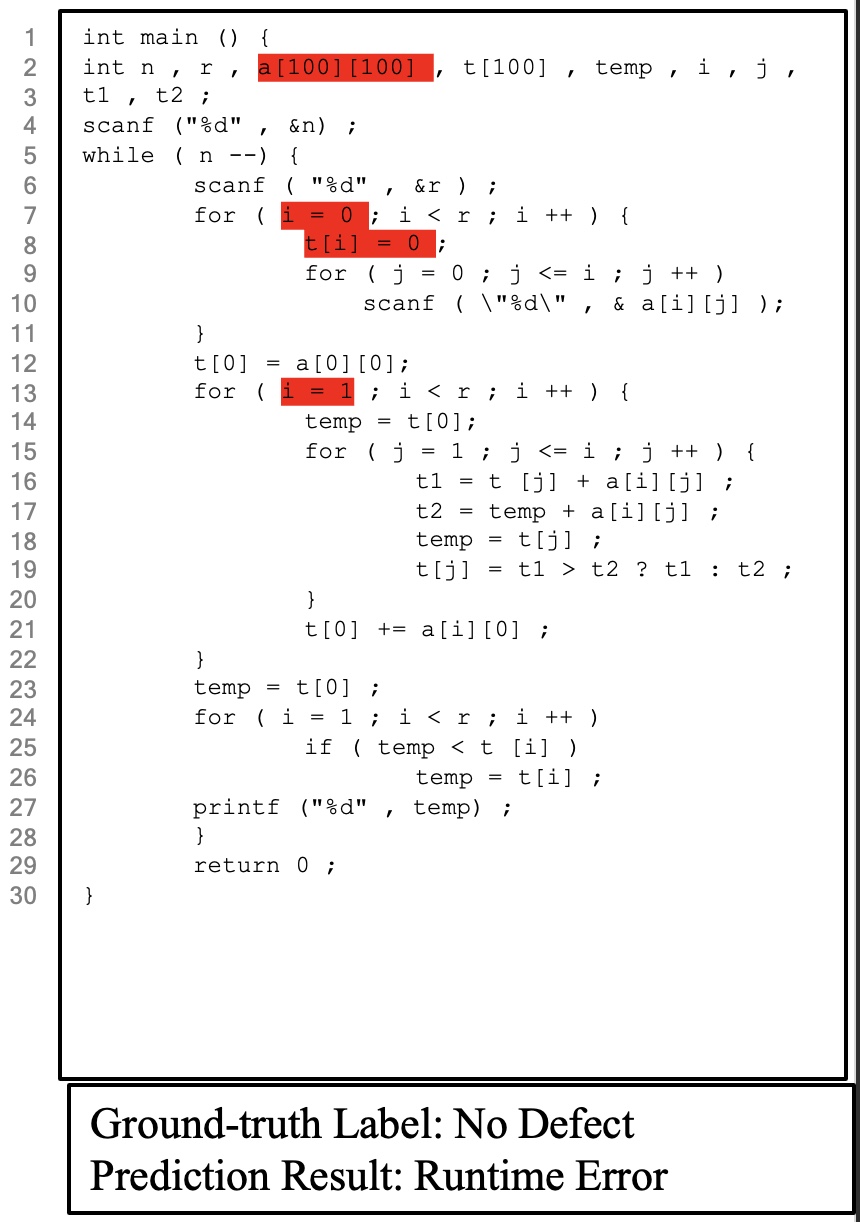 1 int main () {
2 int n , r , a[100][100] , t[100] , temp , i , j ,
3 t1 , t2 ;
4 scanf ("%d" , &n) ;
5 while ( n --) {
6 scanf ( "%d" , &r ) ;
7 for ( i = 0 ; i < r ; i ++ ) {
8 t[i] = 0 ;
9 for ( j = 0 ; j <= i ; j ++ )
10 scanf ( \"%d\" , & a[i][j] );
11 }
12 t[0] = a[0][0];
13 for ( i = 1 ; i < r ; i ++ ) {
14 temp = t[0];
15 for ( j = 1 ; j <= i ; j ++ ) {
16 t1 = t [j] + a[i][j] ;
17 t2 = temp + a[i][j] ;
18 temp = t[j] ;
19 t[j] = t1 > t2 ? t1 : t2 ;
20 }
21 t[0] += a[i][0] ;
22 }
23 temp = t[0] ;
24 for ( i = 1 ; i < r ; i ++ )
25 if ( temp < t [i] )
26 temp = t[i] ;
27 printf ("%d" , temp) ;
28 }
29 return 0 ;
30 }
Ground-truth Label: No Defect
Prediction Result: Runtime Error